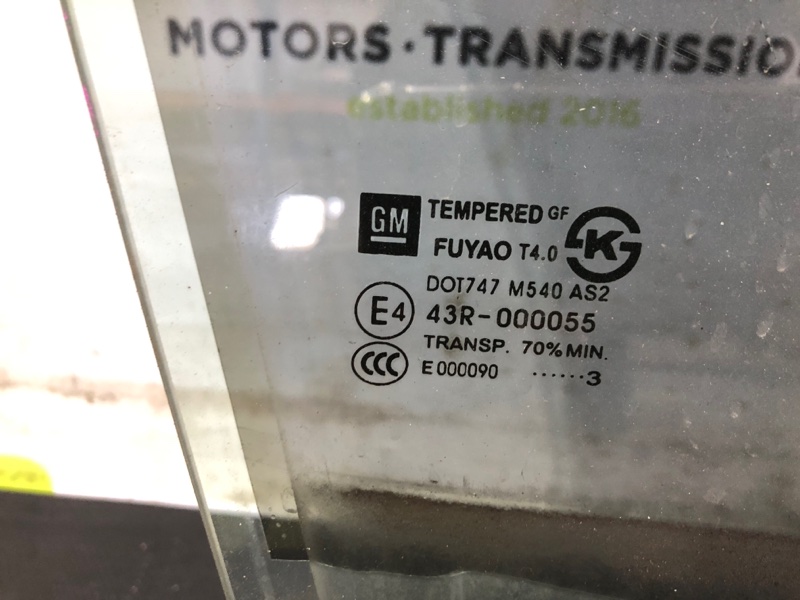 MOTORS · TRANSMISSIO
established 2016
GM TEMPERED GF
FUYAO T4.0 K
DOT747 M540 AS2
E4 43R-000055
TRANSP. 70% MIN.
CCC E000090 ······3